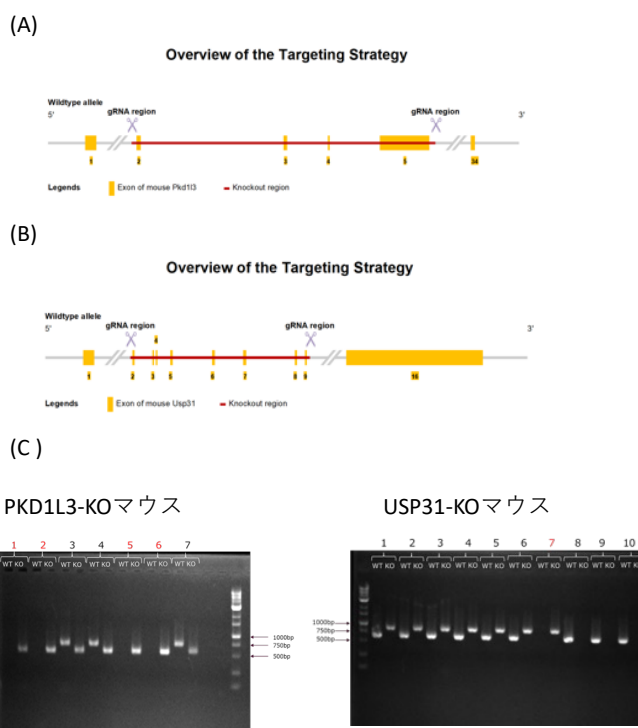 (A)
Overview of the Targeting Strategy
Wildtype allele
5' gRNA region gRNA region 3'
1 2 3 4 5 34
Legends Exon of mouse Pkd1l3 Knockout region
(B)
Overview of the Targeting Strategy
Wildtype allele
5' gRNA region gRNA region 3'
4
1 2 3 5 6 7 8 9 16
Legends Exon of mouse Usp31 Knockout region
(C )
PKD1L3-KOマウス USP31-KOマウス
1 2 3 4 5 6 7
WT KO WT KO WT KO WT KO WT KO WT KO WT KO
1000bp
750bp
500bp
1 2 3 4 5 6 7 8 9 10
WT KO WT KO WT KO WT KO WT KO WT KO WT KO WT KO WT KO WT KO
1000bp
750bp
500bp